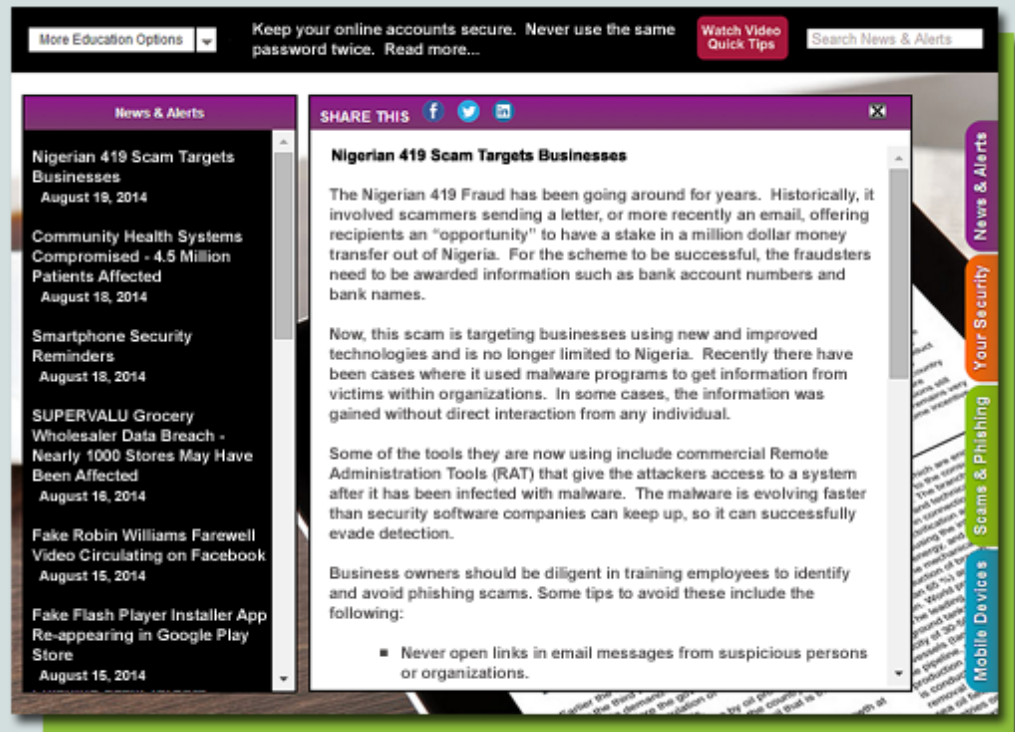 More Education Options
Keep your online accounts secure. Never use the same
password twice. Read more...
Watch Video
Quick Tips
Search News & Alerts
News & Alerts
Nigerian 419 Scam Targets
Businesses
August 19, 2014
Community Health Systems
Compromised - 4.5 Million
Patients Affected
August 18, 2014
Smartphone Security
Reminders
August 18, 2014
SUPERVALU Grocery
Wholesaler Data Breach -
Nearly 1000 Stores May Have
Been Affected
August 16, 2014
Fake Robin Williams Farewell
Video Circulating on Facebook
August 15, 2014
Fake Flash Player Installer App
Re-appearing in Google Play
Store
August 15, 2014
SHARE THIS
Nigerian 419 Scam Targets Businesses
The Nigerian 419 Fraud has been going around for years. Historically, it
involved scammers sending a letter, or more recently an email, offering
recipients an “opportunity” to have a stake in a million dollar money
transfer out of Nigeria. For the scheme to be successful, the fraudsters
need to be awarded information such as bank account numbers and
bank names.
Now, this scam is targeting businesses using new and improved
technologies and is no longer limited to Nigeria. Recently there have
been cases where it used malware programs to get information from
victims within organizations. In some cases, the information was
gained without direct interaction from any individual.
Some of the tools they are now using include commercial Remote
Administration Tools (RAT) that give the attackers access to a system
after it has been infected with malware. The malware is evolving faster
than security software companies can keep up, so it can successfully
evade detection.
Business owners should be diligent in training employees to identify
and avoid phishing scams. Some tips to avoid these include the
following:
■ Never open links in email messages from suspicious persons
or organizations.
News & Alerts
Your Security
Scams & Phishing
Mobile Devices